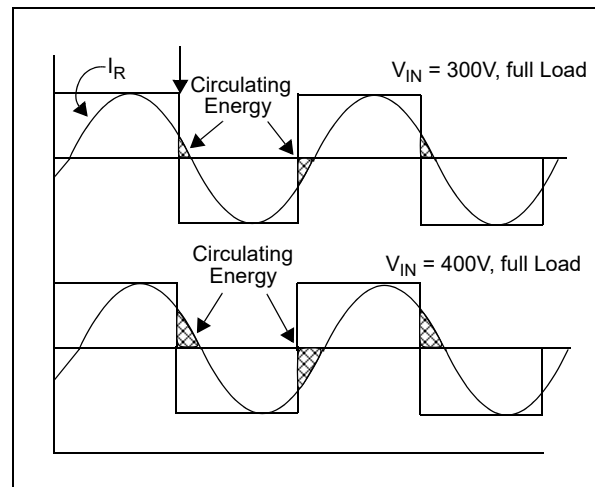 I_R
Circulating
Energy
V_IN = 300V, full Load
Circulating
Energy
V_IN = 400V, full Load